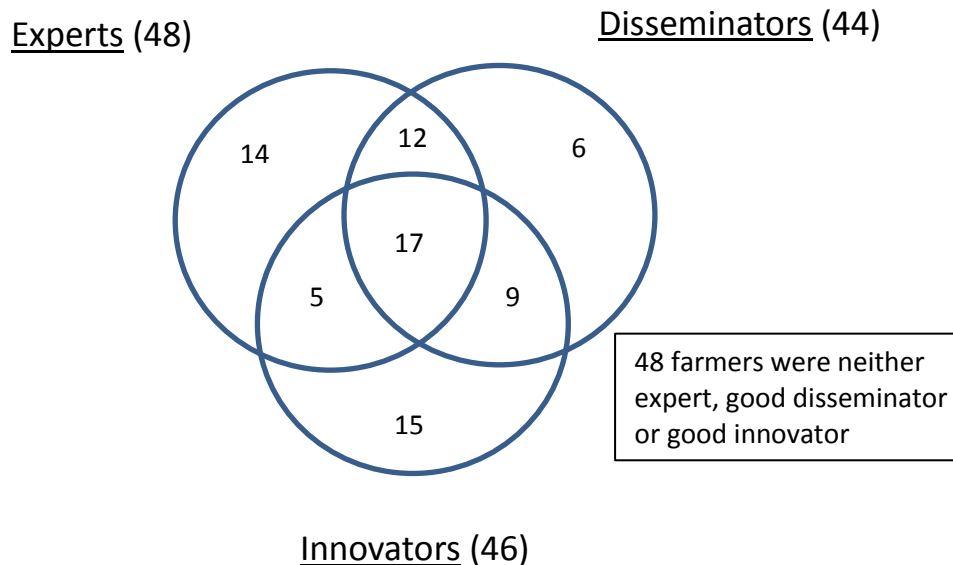 Experts (48)
Disseminators (44)
14
12
6
17
5
9
48 farmers were neither
expert, good disseminator
or good innovator
15
Innovators (46)